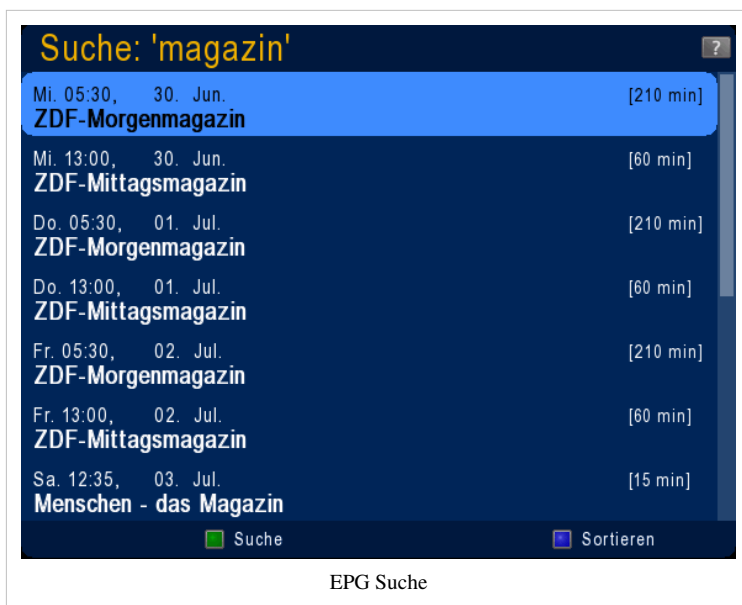 Suche: 'magazin'
?
Mi. 05:30, 30. Jun. [210 min]
ZDF-Morgenmagazin
Mi. 13:00, 30. Jun. [60 min]
ZDF-Mittagsmagazin
Do. 05:30, 01. Jul. [210 min]
ZDF-Morgenmagazin
Do. 13:00, 01. Jul. [60 min]
ZDF-Mittagsmagazin
Fr. 05:30, 02. Jul. [210 min]
ZDF-Morgenmagazin
Fr. 13:00, 02. Jul. [60 min]
ZDF-Mittagsmagazin
Sa. 12:35, 03. Jul. [15 min]
Menschen - das Magazin
Suche Sortieren
EPG Suche